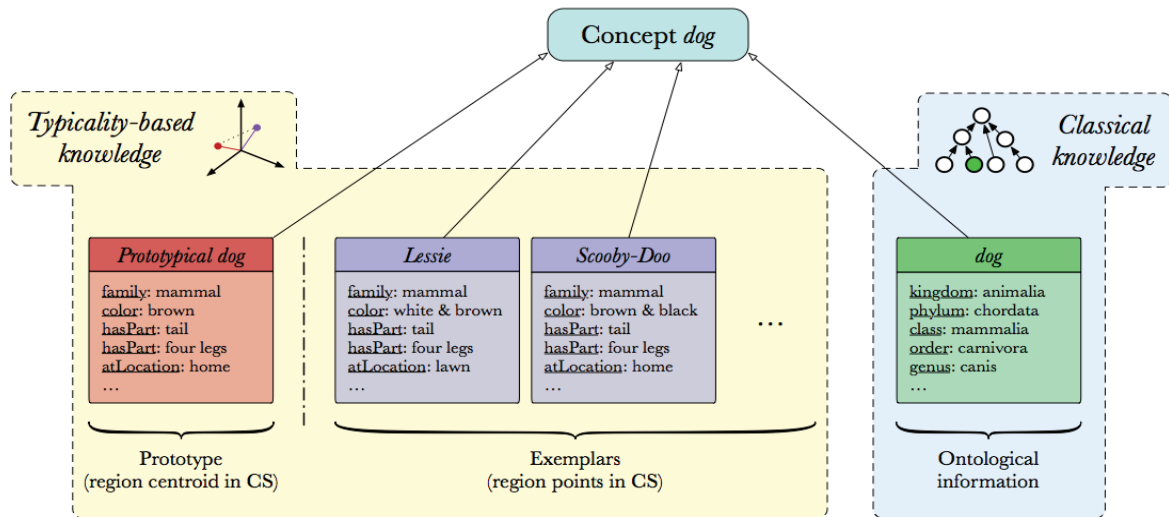 Concept dog
Typicality-based
knowledge
Classical
knowledge
Prototypical dog
family: mammal
color: brown
hasPart: tail
hasPart: four legs
atLocation: home
…
Lessie
family: mammal
color: white & brown
hasPart: tail
hasPart: four legs
atLocation: lawn
…
Scooby-Doo
family: mammal
color: brown & black
hasPart: tail
hasPart: four legs
atLocation: home
…
…
dog
kingdom: animalia
phylum: chordata
class: mammalia
order: carnivora
genus: canis
…
Prototype
(region centroid in CS)
Exemplars
(region points in CS)
Ontological
information